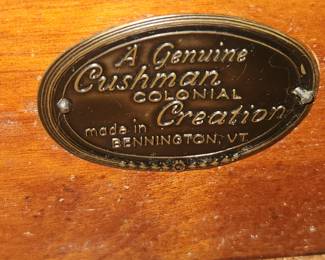 A Genuine
Cushman
COLONIAL
Creation
made in
BENNINGTON, VT.